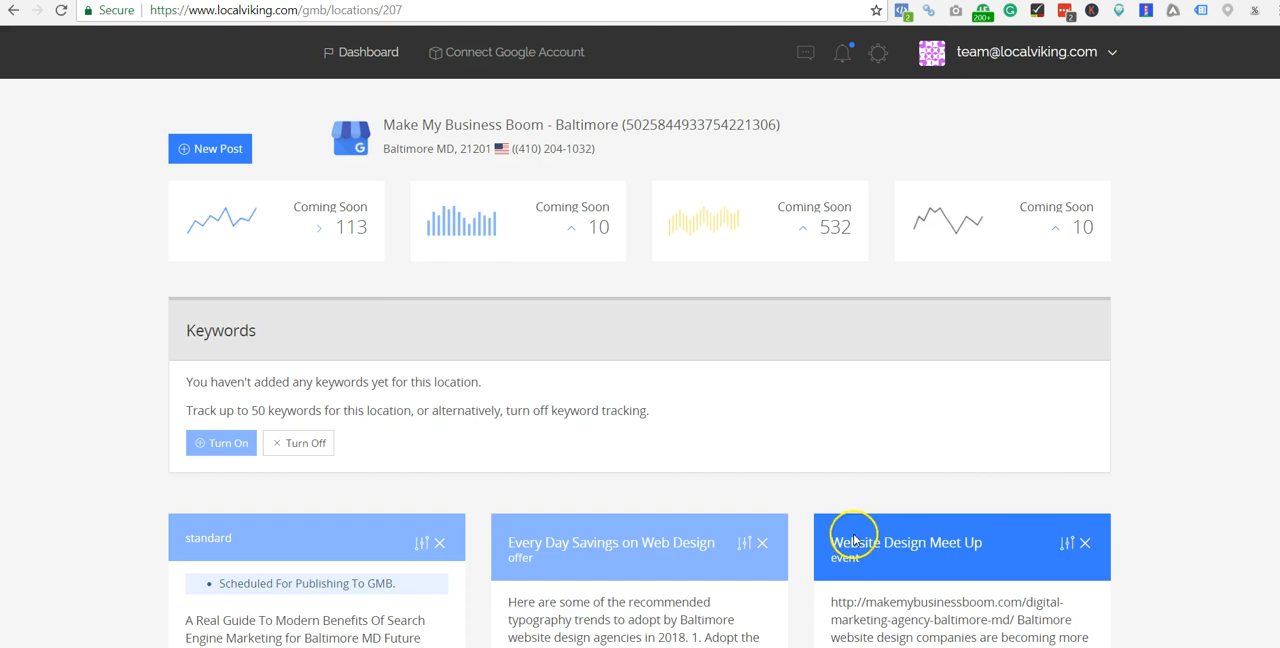 Secure https://www.localviking.com/gmb/locations/207
2
200+
2
Dashboard Connect Google Account team@localviking.com
New Post
Make My Business Boom - Baltimore (5025844933754221306)
Baltimore MD, 21201 ((410) 204-1032)
Coming Soon
113
Coming Soon
10
Coming Soon
532
Coming Soon
10
Keywords
You haven't added any keywords yet for this location.
Track up to 50 keywords for this location, or alternatively, turn off keyword tracking.
Turn On Turn Off
standard
Scheduled For Publishing To GMB.
A Real Guide To Modern Benefits Of Search
Engine Marketing for Baltimore MD Future
Every Day Savings on Web Design
offer
Here are some of the recommended
typography trends to adopt by Baltimore
website design agencies in 2018. 1. Adopt the
Website Design Meet Up
event
http://makemybusinessboom.com/digital-
marketing-agency-baltimore-md/ Baltimore
website design companies are becoming more